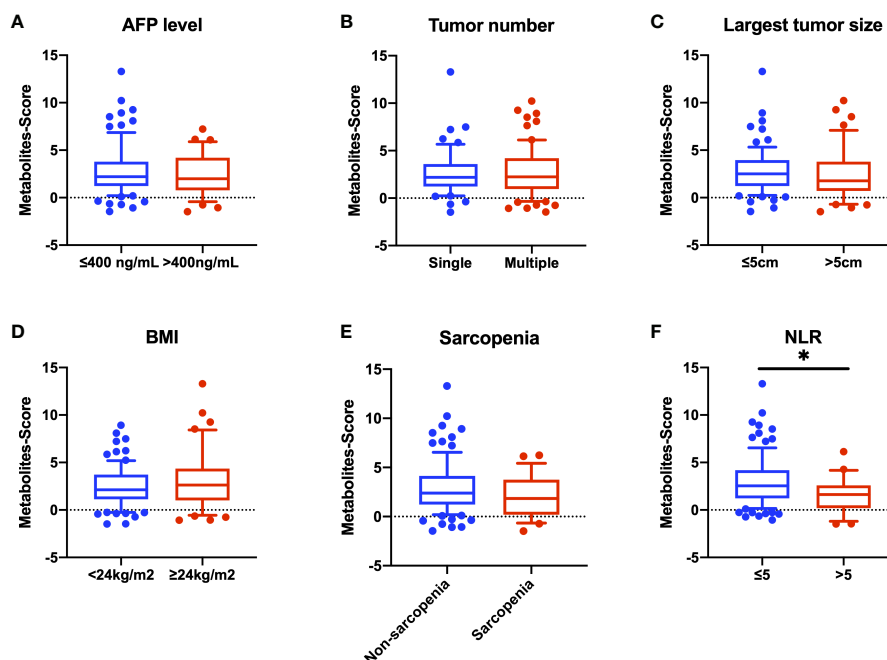 A
AFP level
Metabolites-Score
15
10
5
0
-5
≤400 ng/mL >400ng/mL
B
Tumor number
Metabolites-Score
15
10
5
0
-5
Single Multiple
C
Largest tumor size
Metabolites-Score
15
10
5
0
-5
≤5cm >5cm
D
BMI
Metabolites-Score
15
10
5
0
-5
<24kg/m2 ≥24kg/m2
E
Sarcopenia
Metabolites-Score
15
10
5
0
-5
Non-sarcopenia
Sarcopenia
F
NLR
*
Metabolites-Score
15
10
5
0
-5
≤5 >5